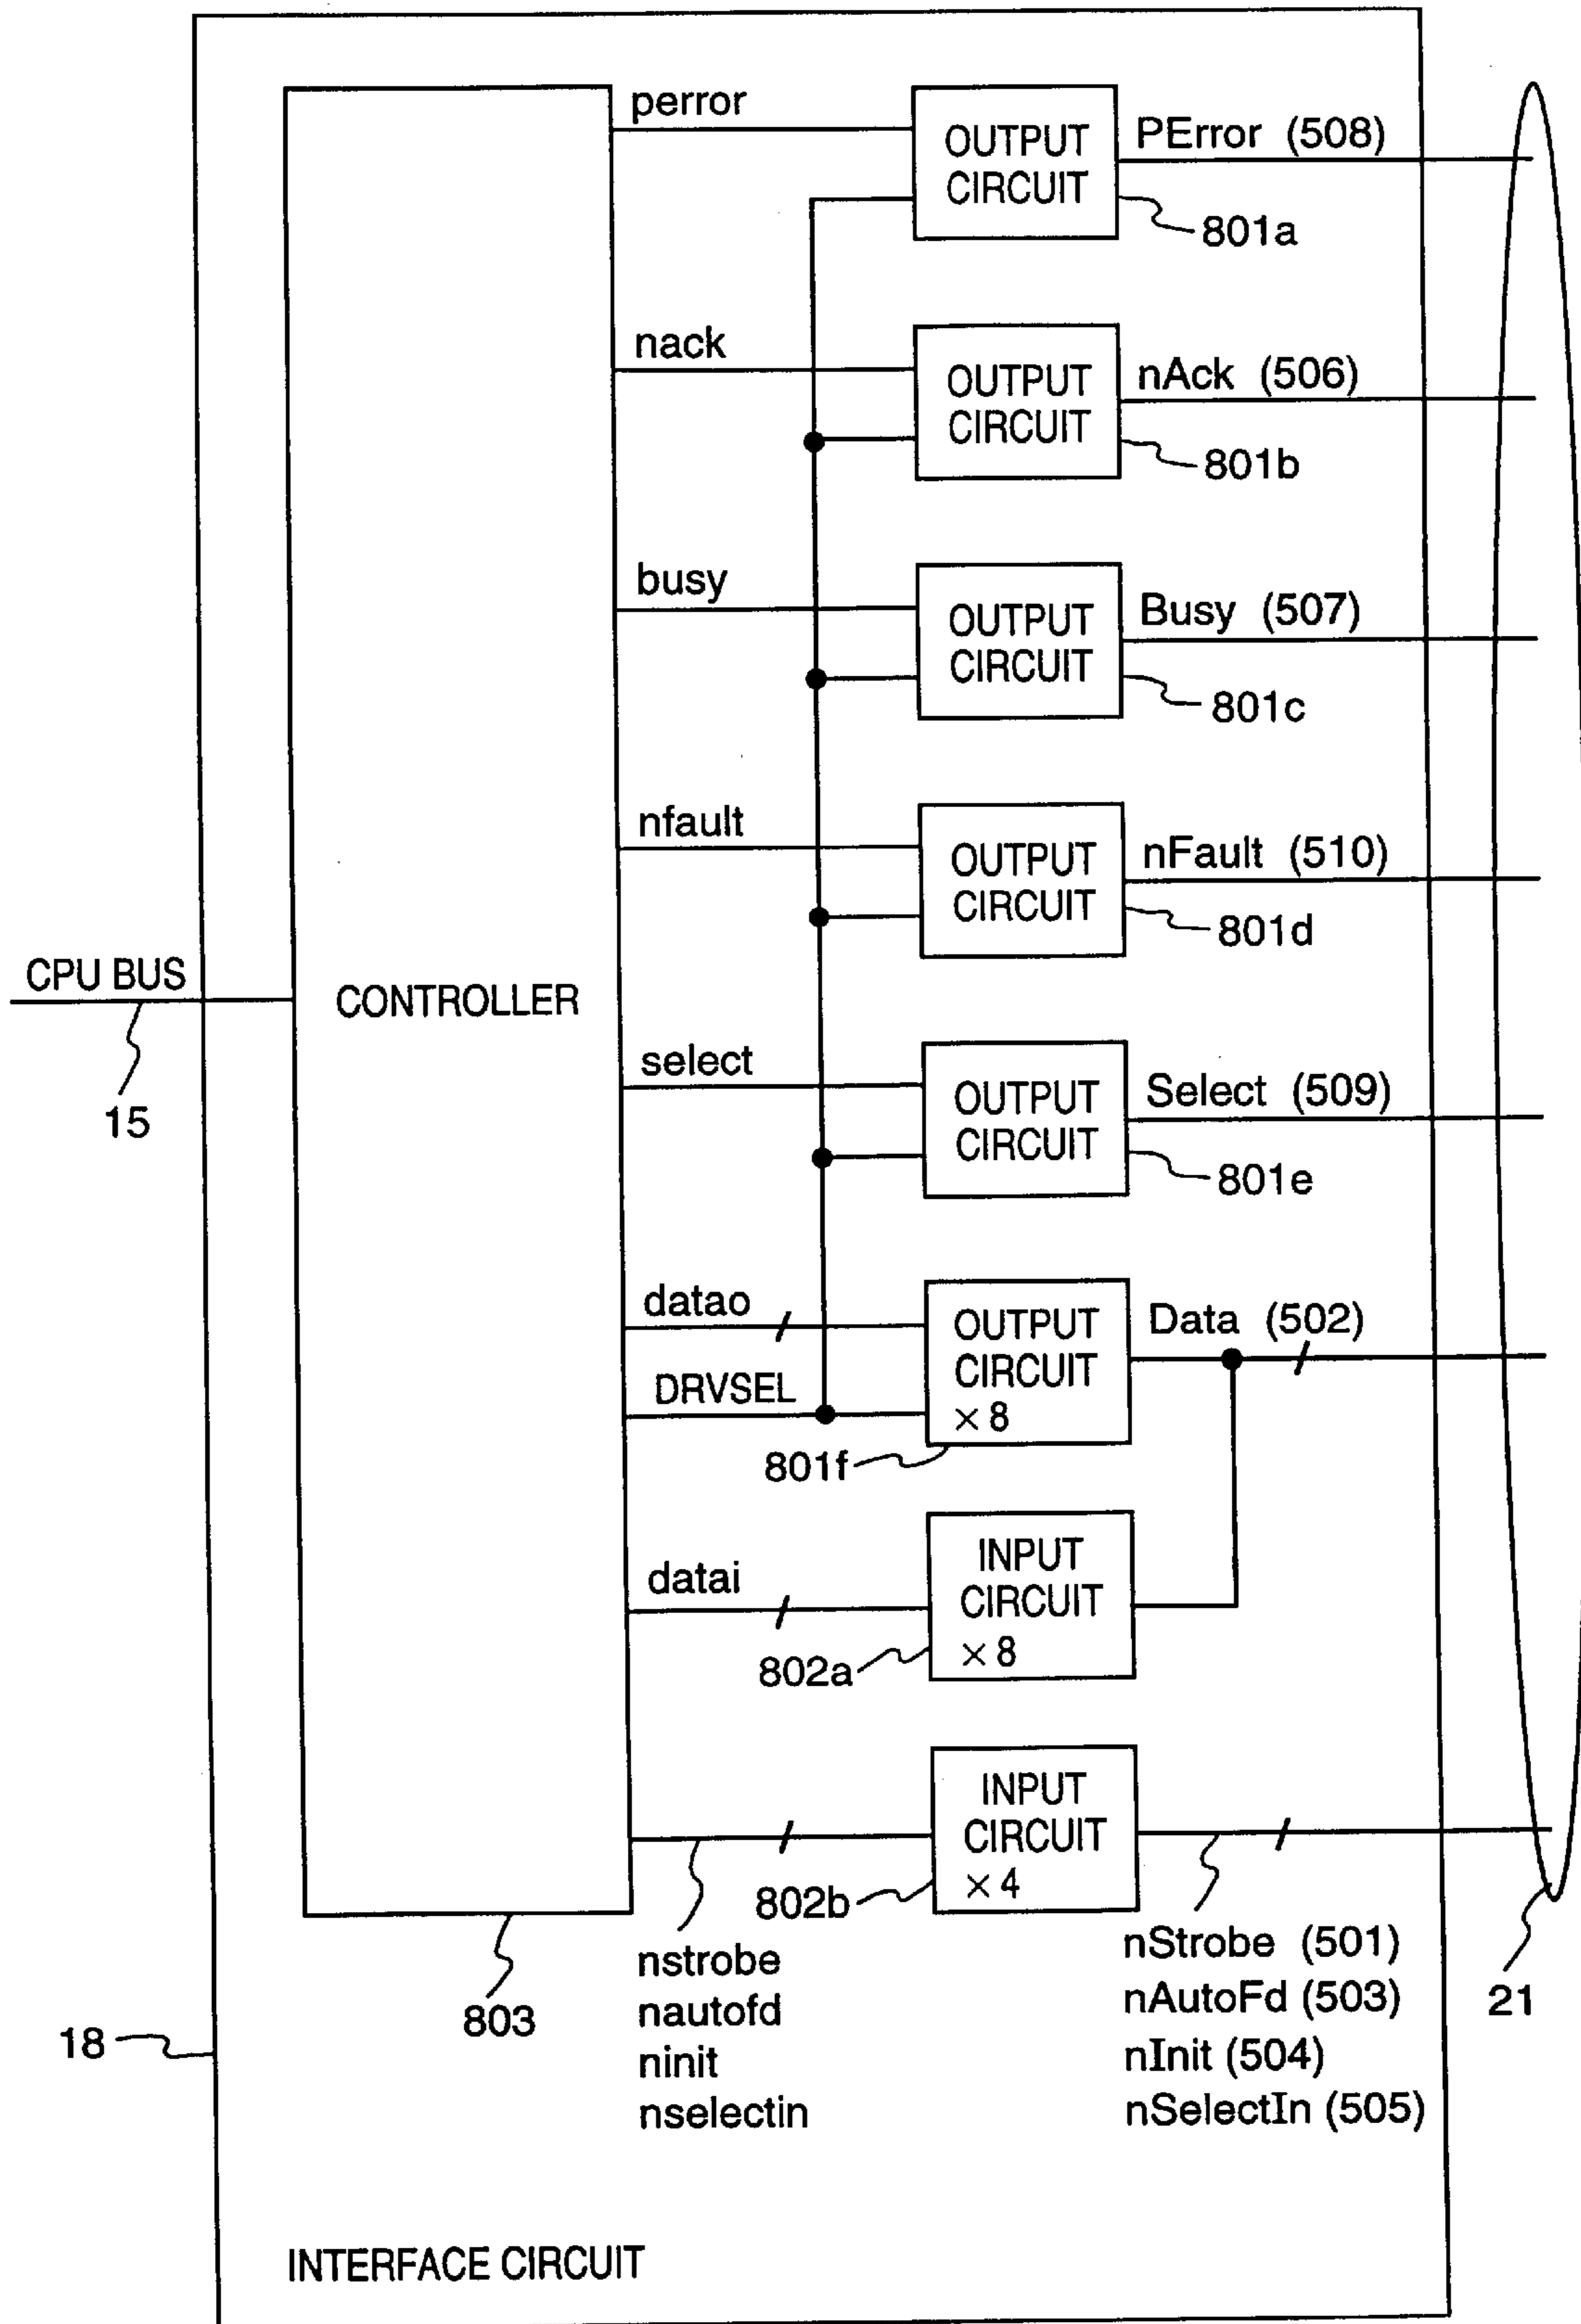 perror
OUTPUT
CIRCUIT
PError (508)
801a
nack
OUTPUT
CIRCUIT
nAck (506)
801b
busy
OUTPUT
CIRCUIT
Busy (507)
801c
nfault
OUTPUT
CIRCUIT
nFault (510)
801d
CPU BUS
15
CONTROLLER
select
OUTPUT
CIRCUIT
Select (509)
801e
datao
DRVSEL
OUTPUT
CIRCUIT
× 8
Data (502)
801f
datai
INPUT
CIRCUIT
× 8
802a
INPUT
CIRCUIT
× 4
802b
803
nstrobe
nautofd
ninit
nselectin
nStrobe (501)
nAutoFd (503)
nInit (504)
nSelectIn (505)
21
18
INTERFACE CIRCUIT